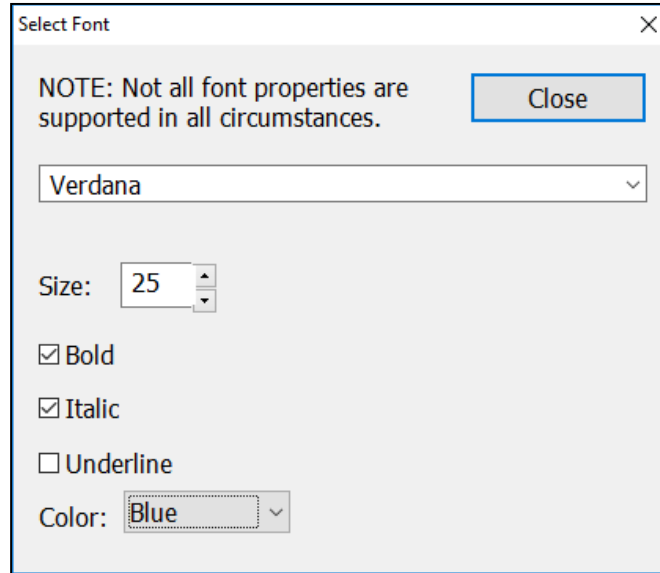 Select Font
NOTE: Not all font properties are
supported in all circumstances.
Close
Verdana
Size: 25
Bold
Italic
Underline
Color: Blue